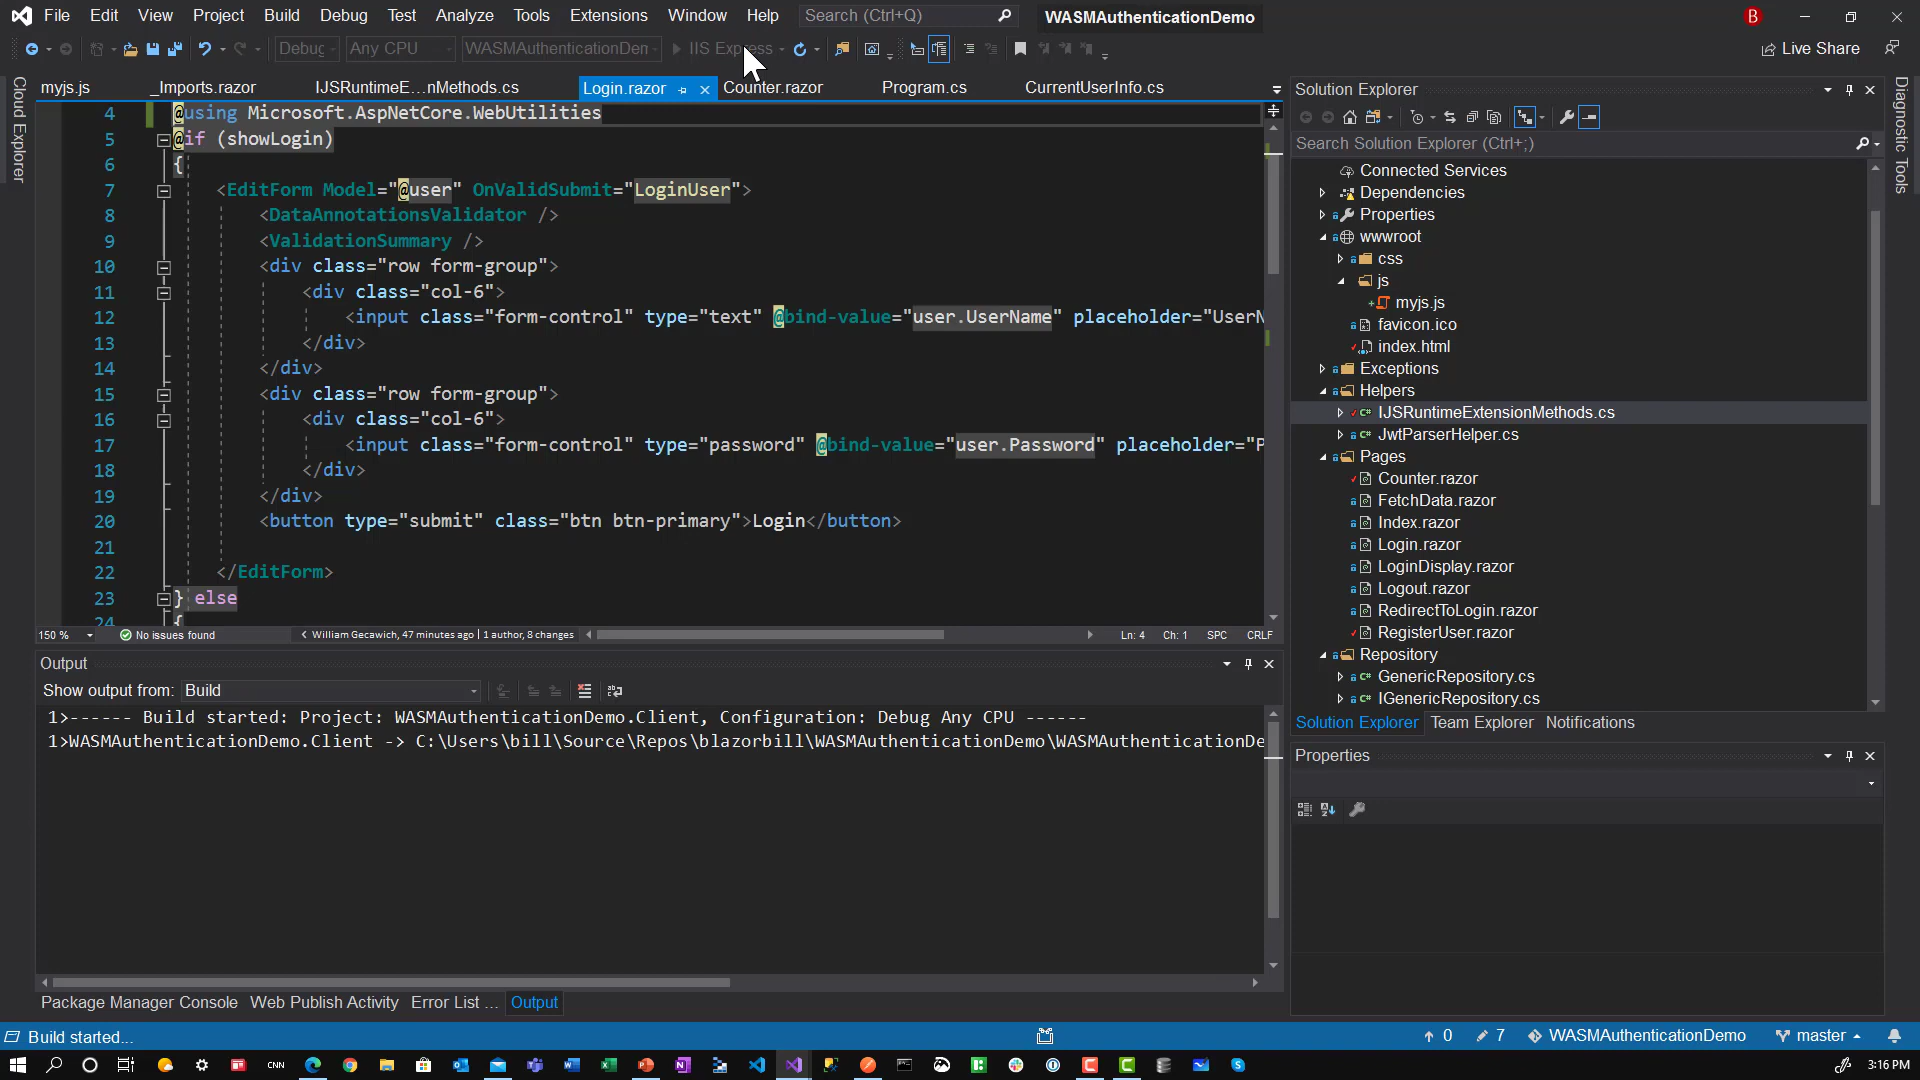 File Edit View Project Build Debug Test Analyze Tools Extensions Window Help Search (Ctrl+Q) WASMAuthenticationDemo B
Debug Any CPU WASMAuthenticationDen IIS Express Live Share
myjs.js _Imports.razor IJSRuntimeE...nMethods.cs Login.razor Counter.razor Program.cs CurrentUserInfo.cs
Cloud Explorer
4 @using Microsoft.AspNetCore.WebUtilities
5 @if (showLogin)
6 {
7 <EditForm Model="@user" OnValidSubmit="LoginUser">
8 <DataAnnotationsValidator />
9 <ValidationSummary />
10 <div class="row form-group">
11 <div class="col-6">
12 <input class="form-control" type="text" @bind-value="user.UserName" placeholder="UserN
13 </div>
14 </div>
15 <div class="row form-group">
16 <div class="col-6">
17 <input class="form-control" type="password" @bind-value="user.Password" placeholder="P
18 </div>
19 </div>
20 <button type="submit" class="btn btn-primary">Login</button>
21
22 </EditForm>
23 } else
24 {
150 % No issues found William Gecawich, 47 minutes ago | 1 author, 8 changes Ln: 4 Ch: 1 SPC CRLF
Output
Show output from: Build
1>------ Build started: Project: WASMAuthenticationDemo.Client, Configuration: Debug Any CPU ------
1>WASMAuthenticationDemo.Client -> C:\Users\bill\Source\Repos\blazorbill\WASMAuthenticationDemo\WASMAuthenticationDe
Package Manager Console Web Publish Activity Error List ... Output
Solution Explorer
Search Solution Explorer (Ctrl+;)
Connected Services
Dependencies
Properties
wwwroot
css
js
myjs.js
favicon.ico
index.html
Exceptions
Helpers
IJSRuntimeExtensionMethods.cs
JwtParserHelper.cs
Pages
Counter.razor
FetchData.razor
Index.razor
Login.razor
LoginDisplay.razor
Logout.razor
RedirectToLogin.razor
RegisterUser.razor
Repository
GenericRepository.cs
IGenericRepository.cs
Solution Explorer Team Explorer Notifications
Properties
Diagnostic Tools
Build started... 0 7 WASMAuthenticationDemo master
CNN 3:16 PM